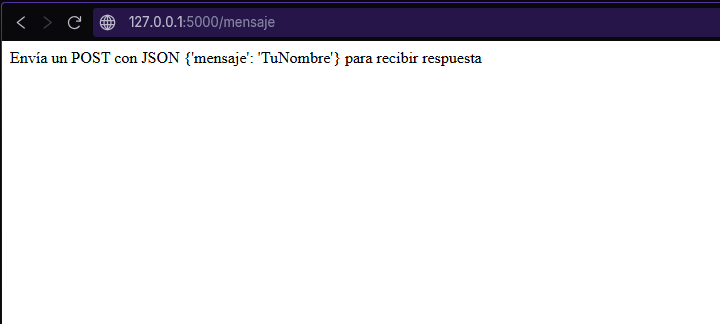 127.0.0.1:5000/mensaje
Envía un POST con JSON {'mensaje': 'TuNombre'} para recibir respuesta